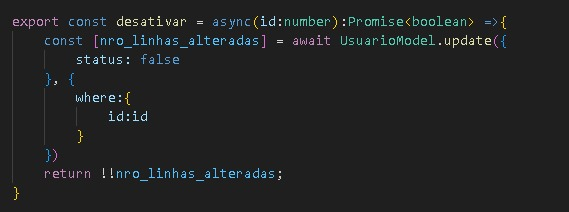 export const desativar = async(id:number):Promise<boolean> =>{
    const [nro_linhas_alteradas] = await UsuarioModel.update({
        status: false
    }, {
        where:{
            id:id
        }
    })
    return !!nro_linhas_alteradas;
}